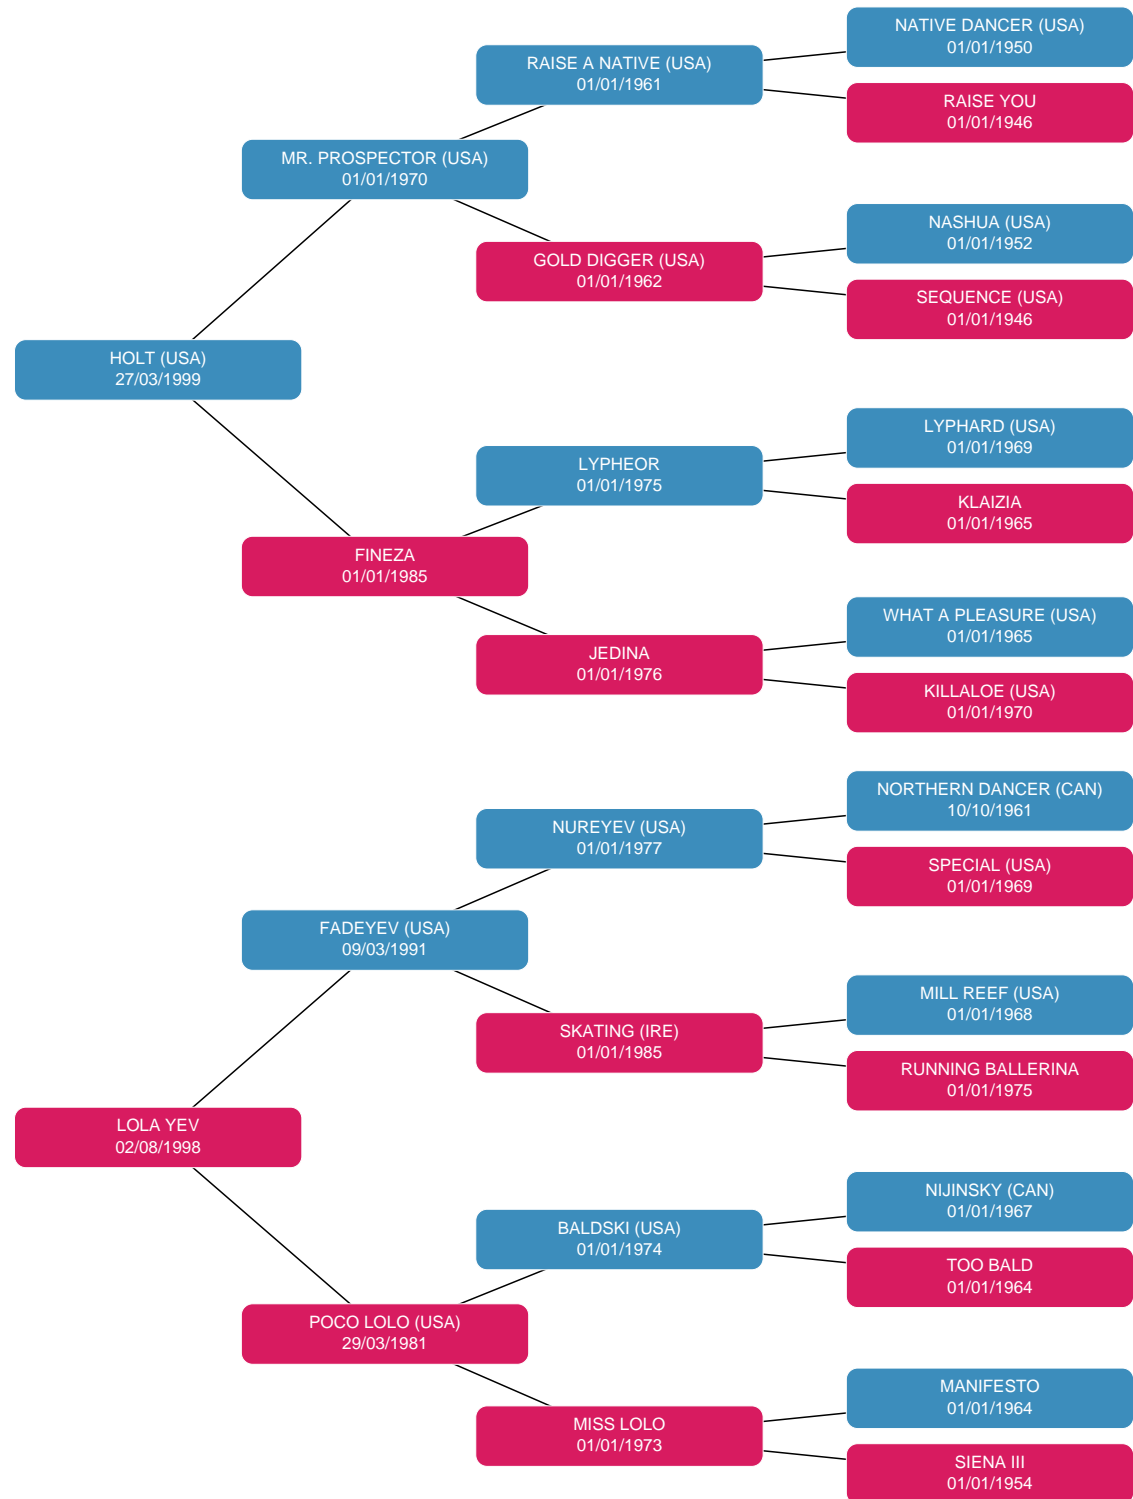 NATIVE DANCER (USA)
01/01/1950
RAISE A NATIVE (USA)
01/01/1961
RAISE YOU
01/01/1946
MR. PROSPECTOR (USA)
01/01/1970
NASHUA (USA)
01/01/1952
GOLD DIGGER (USA)
01/01/1962
SEQUENCE (USA)
01/01/1946
HOLT (USA)
27/03/1999
LYPHARD (USA)
01/01/1969
LYPHEOR
01/01/1975
KLAIZIA
01/01/1965
FINEZA
01/01/1985
WHAT A PLEASURE (USA)
01/01/1965
JEDINA
01/01/1976
KILLALOE (USA)
01/01/1970
NORTHERN DANCER (CAN)
10/10/1961
NUREYEV (USA)
01/01/1977
SPECIAL (USA)
01/01/1969
FADEYEV (USA)
09/03/1991
MILL REEF (USA)
01/01/1968
SKATING (IRE)
01/01/1985
RUNNING BALLERINA
01/01/1975
LOLA YEV
02/08/1998
NIJINSKY (CAN)
01/01/1967
BALDSKI (USA)
01/01/1974
TOO BALD
01/01/1964
POCO LOLO (USA)
29/03/1981
MANIFESTO
01/01/1964
MISS LOLO
01/01/1973
SIENA III
01/01/1954